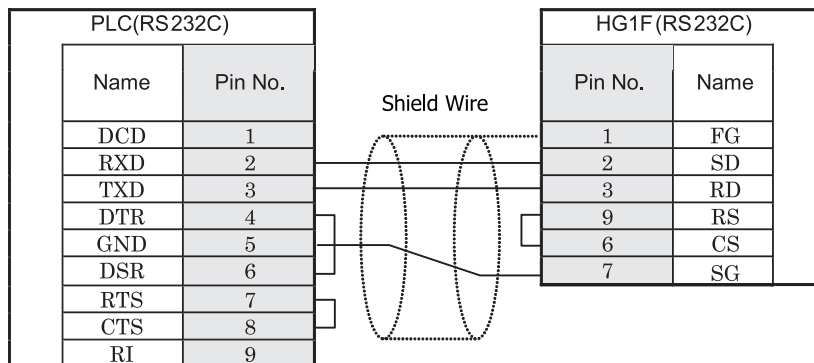 PLC(RS232C) HG1F(RS232C)
Name Pin No. Pin No. Name
Shield Wire
DCD 1 1 FG
RXD 2 2 SD
TXD 3 3 RD
DTR 4 9 RS
GND 5 6 CS
DSR 6 7 SG
RTS 7
CTS 8
RI 9